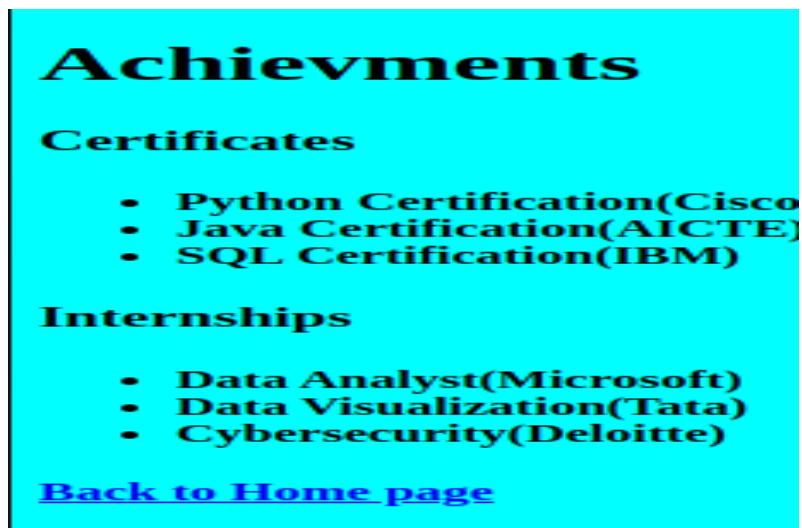 Achievments
Certificates
Python Certification(Cisco
Java Certification(AICTE)
SQL Certification(IBM)
Internships
Data Analyst(Microsoft)
Data Visualization(Tata)
Cybersecurity(Deloitte)
Back to Home page